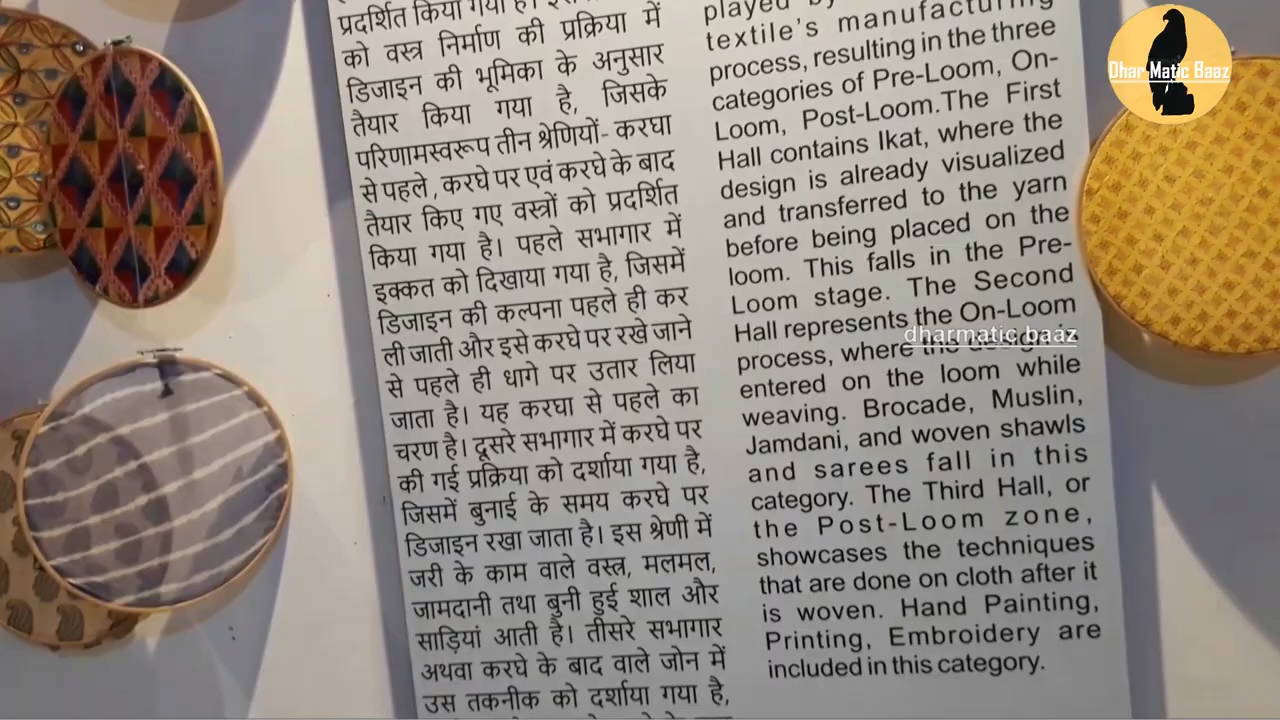 प्रदर्शित किया गया है।
को वस्त्र निर्माण की प्रक्रिया में
डिजाइन की भूमिका के अनुसार
तैयार किया गया है, जिसके
परिणामस्वरूप तीन श्रेणियों- करघा
से पहले , करघे पर एवं करघे के बाद
तैयार किए गए वस्त्रों को प्रदर्शित
किया गया है। पहले सभागार में
इक्कत को दिखाया गया है, जिसमें
डिजाइन की कल्पना पहले ही कर
ली जाती और इसे करघे पर रखे जाने
से पहले ही धागे पर उतार लिया
जाता है। यह करघा से पहले का
चरण है। दूसरे सभागार में करघे पर
की गई प्रक्रिया को दर्शाया गया है,
जिसमें बुनाई के समय करघे पर
डिजाइन रखा जाता है। इस श्रेणी में
जरी के काम वाले वस्त्र, मलमल,
जामदानी तथा बुनी हुई शाल और
साड़ियां आती है। तीसरे सभागार
अथवा करघे के बाद वाले जोन में
उस तकनीक को दर्शाया गया है,
played by
textile's manufacturing
process, resulting in the three
categories of Pre-Loom, On-
Loom, Post-Loom.The First
Hall contains Ikat, where the
design is already visualized
and transferred to the yarn
before being placed on the
loom. This falls in the Pre-
Loom stage. The Second
Hall represents the On-Loom
process, where the design is
entered on the loom while
weaving. Brocade, Muslin,
Jamdani, and woven shawls
and sarees fall in this
category. The Third Hall, or
the Post-Loom zone,
showcases the techniques
that are done on cloth after it
is woven. Hand Painting,
Printing, Embroidery are
included in this category.
Dhar Matic Baaz
dharmatic baaz